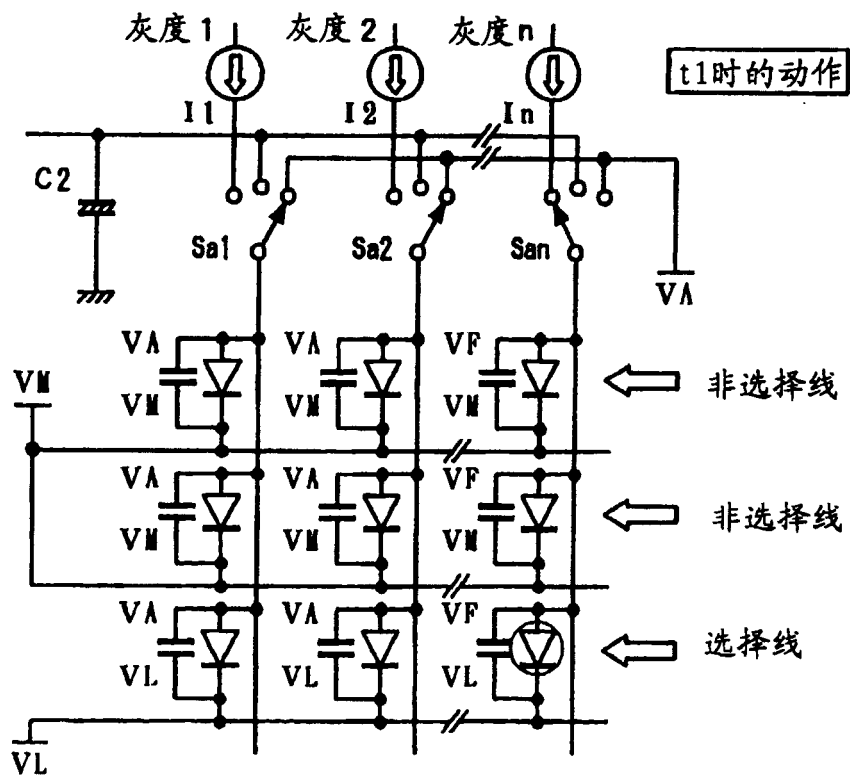 灰度1 灰度2 灰度n
t1时的动作
I1 I2 In
C2
Sa1 Sa2 San
VA
VA VA VF
VM
非选择线
VM VM VM
VA VA VF
非选择线
VM VM VM
VA VA VF
选择线
VL VL VL
VL